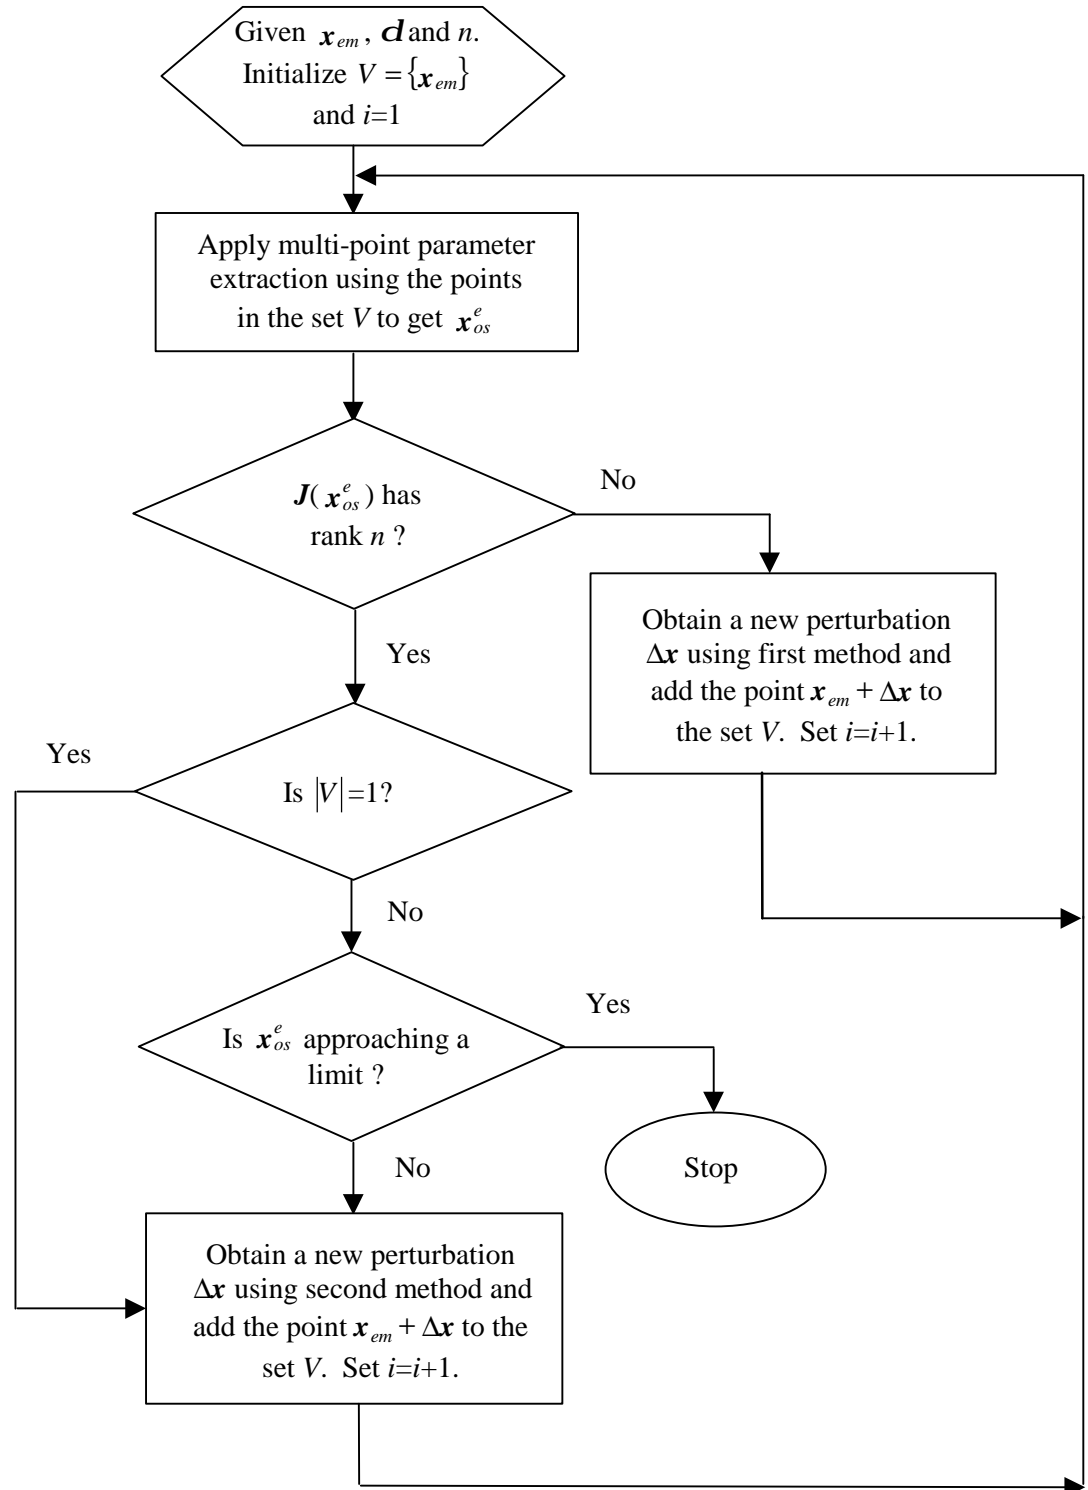 Given x_em, d and n.
Initialize V = {x_em}
and i=1
Apply multi-point parameter
extraction using the points
in the set V to get x_os^e
J( x_os^e ) has
rank n ?
No
Obtain a new perturbation
Δx using first method and
add the point x_em + Δx to
the set V. Set i=i+1.
Yes
Yes
Is |V|=1?
No
Is x_os^e approaching a
limit ?
Yes
Stop
No
Obtain a new perturbation
Δx using second method and
add the point x_em + Δx to the
set V. Set i=i+1.